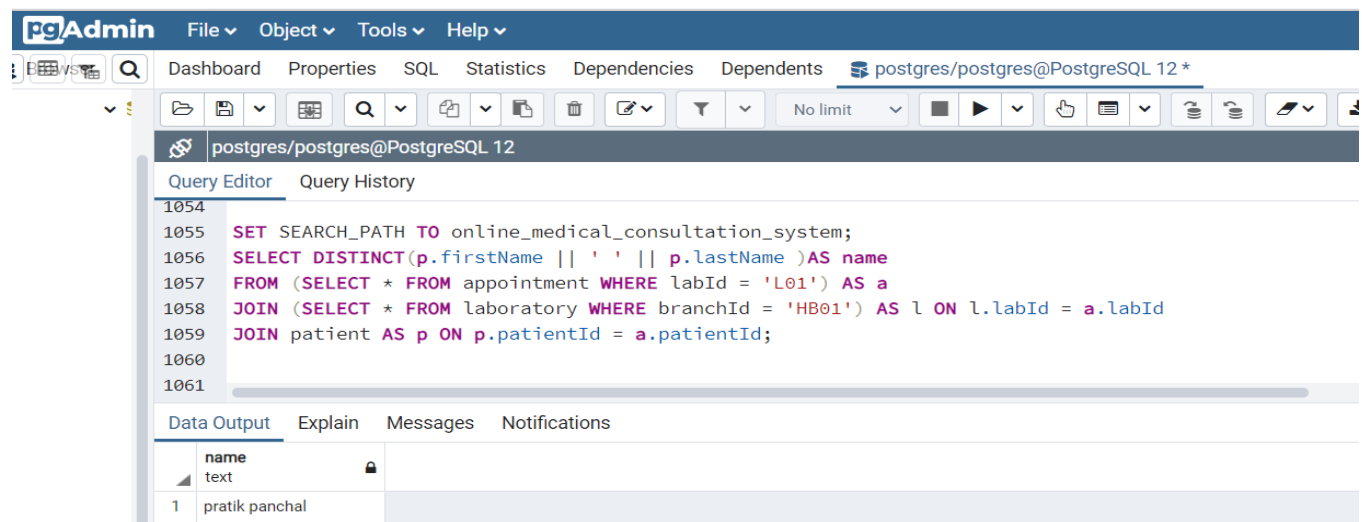 pgAdmin File Object Tools Help
Browser Dashboard Properties SQL Statistics Dependencies Dependents postgres/postgres@PostgreSQL 12 *
No limit
postgres/postgres@PostgreSQL 12
Query Editor Query History
1054
1055 SET SEARCH_PATH TO online_medical_consultation_system;
1056 SELECT DISTINCT(p.firstName || ' ' || p.lastName )AS name
1057 FROM (SELECT * FROM appointment WHERE labId = 'L01') AS a
1058 JOIN (SELECT * FROM laboratory WHERE branchId = 'HB01') AS l ON l.labId = a.labId
1059 JOIN patient AS p ON p.patientId = a.patientId;
1060
1061
Data Output Explain Messages Notifications
name
text
1 pratik panchal